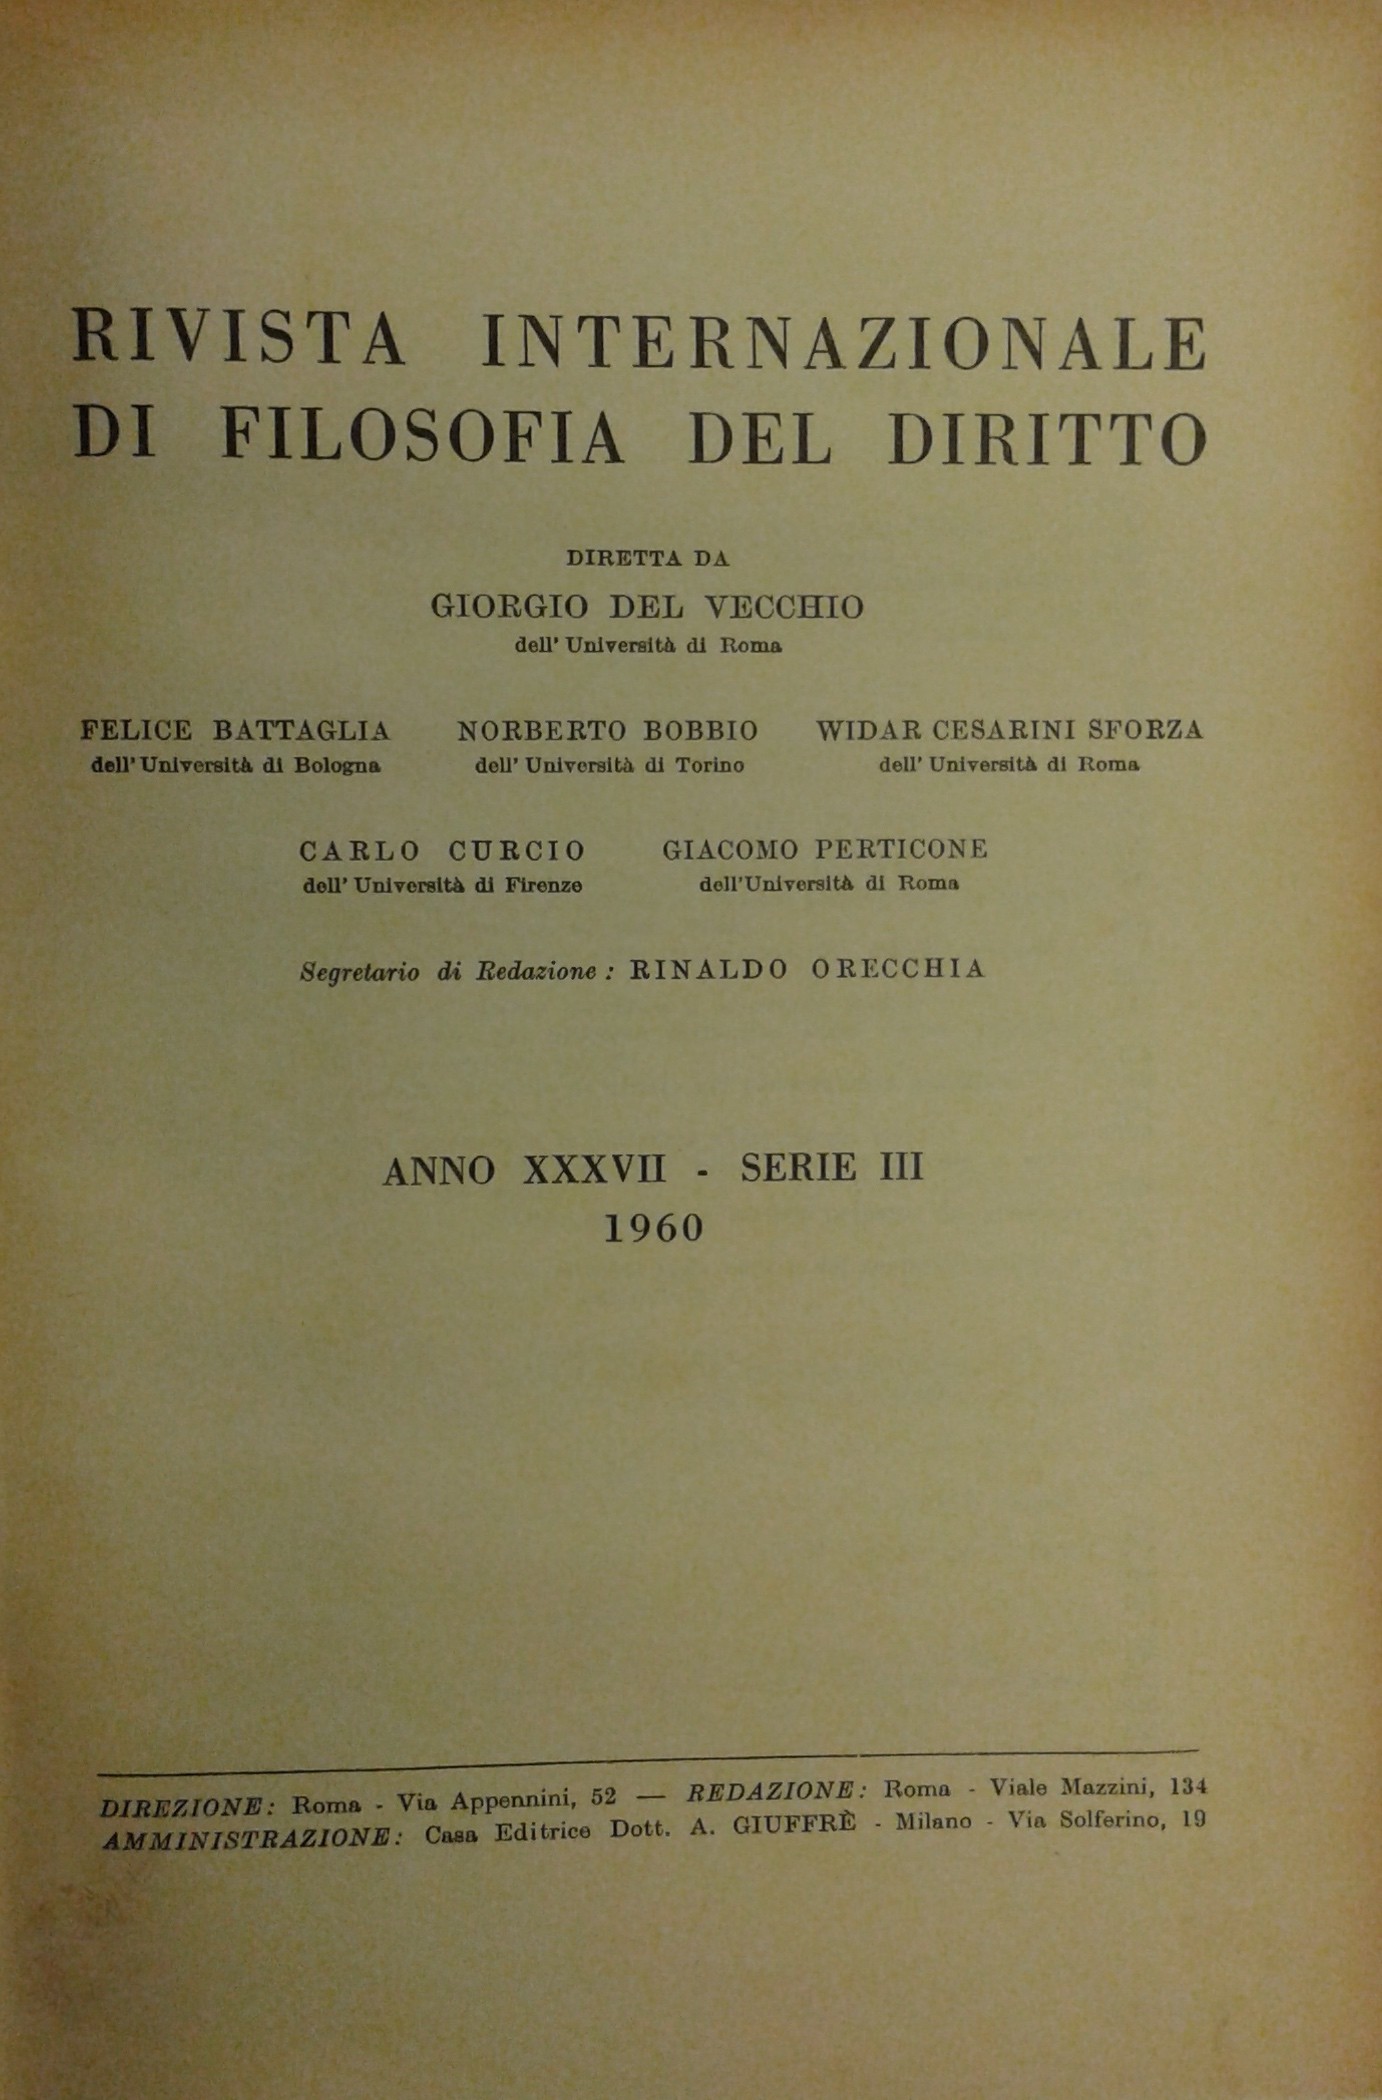 RIVISTA INTERNAZIONALE
DI FILOSOFIA DEL DIRITTO
DIRETTA DA
GIORGIO DEL VECCHIO
dell' Università di Roma
FELICE BATTAGLIA NORBERTO BOBBIO WIDAR CESARINI SFORZA
dell' Università di Bologna dell' Università di Torino dell' Università di Roma
CARLO CURCIO GIACOMO PERTICONE
dell' Università di Firenze dell'Università di Roma
Segretario di Redazione : RINALDO ORECCHIA
ANNO XXXVII - SERIE III
1960
DIREZIONE: Roma - Via Appennini, 52 — REDAZIONE: Roma - Viale Mazzini, 134
AMMINISTRAZIONE: Casa Editrice Dott. A. GIUFFRÈ - Milano - Via Solferino, 19